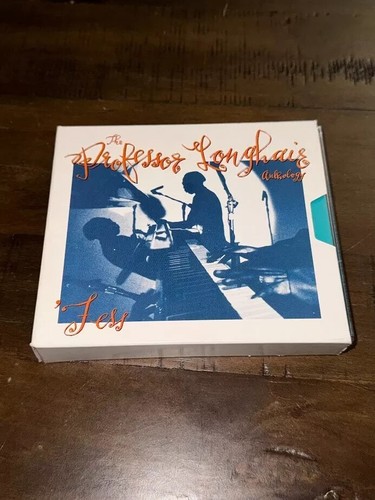 The
Professor Longhair
Anthology
'Fess